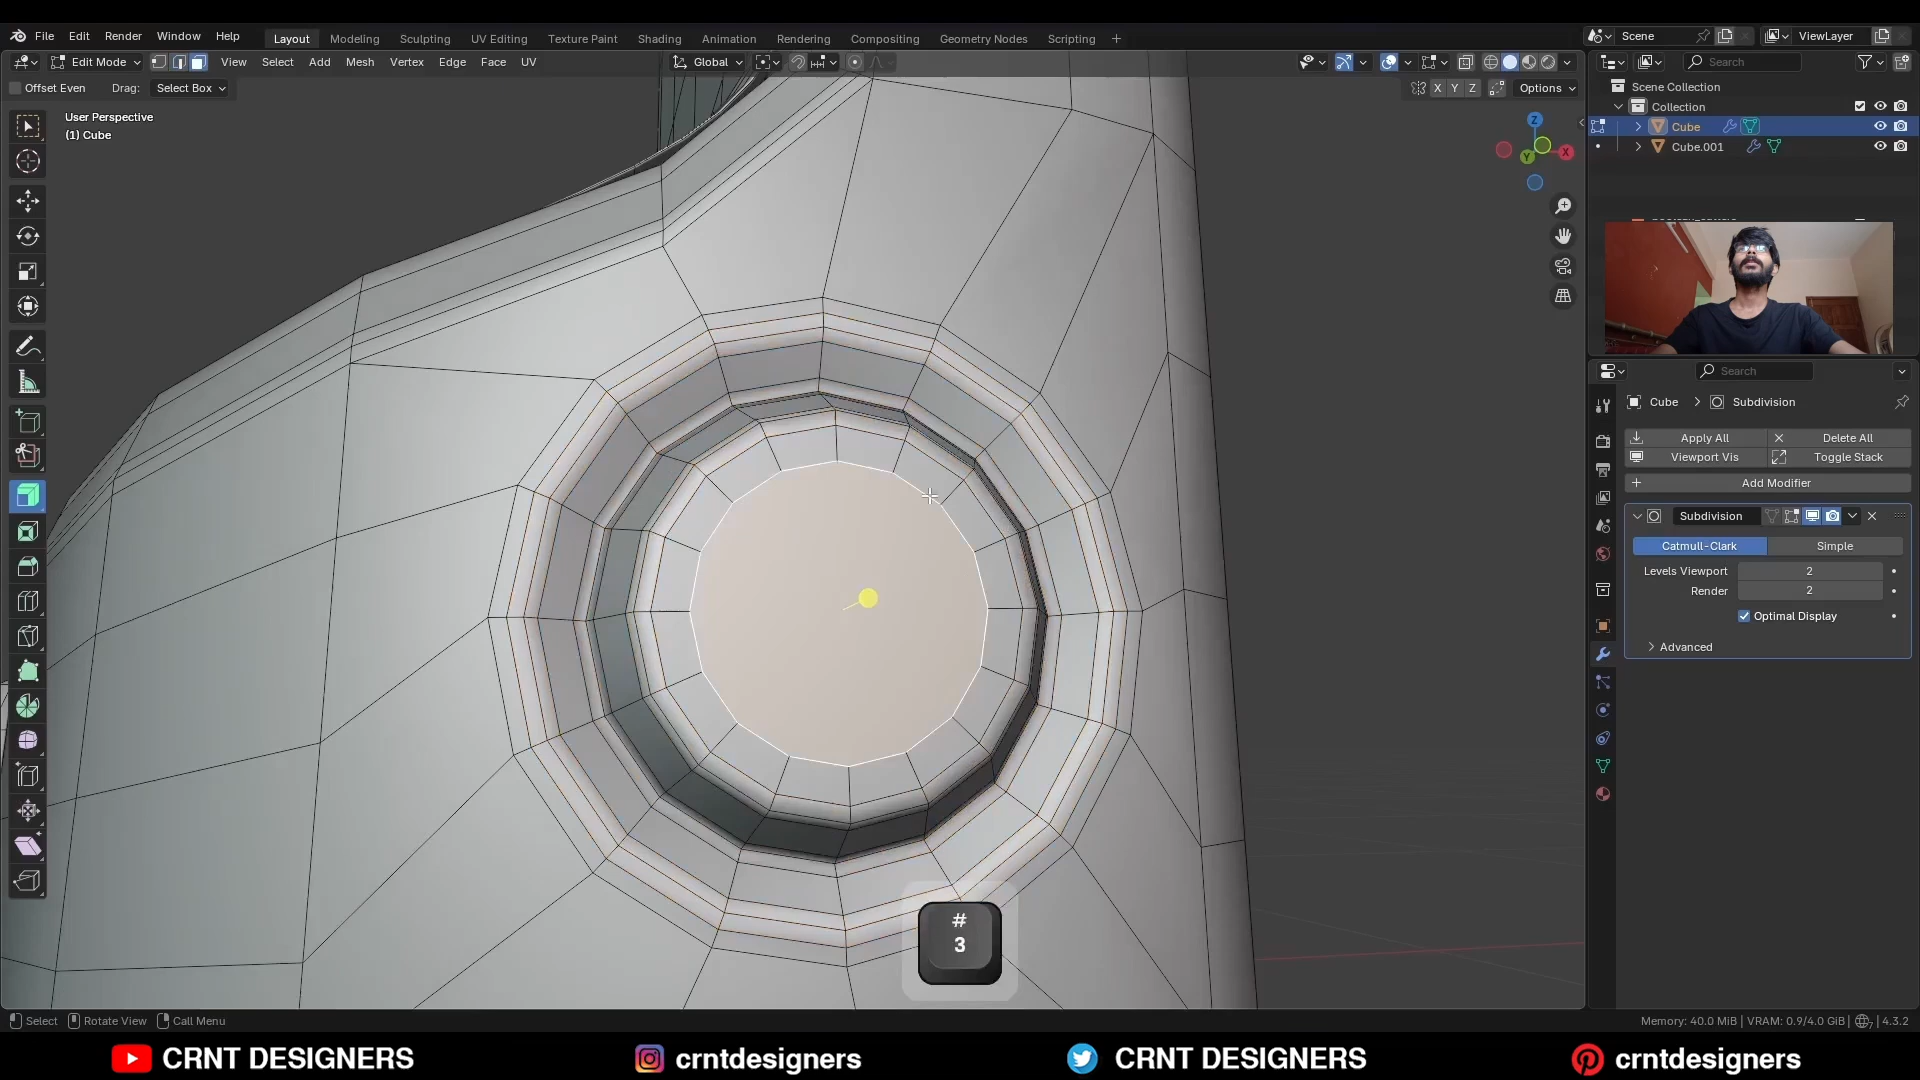 File Edit Render Window Help Layout Modeling Sculpting UV Editing Texture Paint Shading Animation Rendering Compositing Geometry Nodes Scripting + Scene ViewLayer
Edit Mode View Select Add Mesh Vertex Edge Face UV Global Search
Offset Even Drag: Select Box X Y Z Options
Scene Collection
Collection
Cube
Cube.001
User Perspective
(1) Cube
Z
X
Y
Search
Cube > Subdivision
Apply All Delete All
Viewport Vis Toggle Stack
+ Add Modifier
Subdivision
Catmull-Clark Simple
Levels Viewport 2
Render 2
Optimal Display
Advanced
#
3
Select Rotate View Call Menu Memory: 40.0 MiB | VRAM: 0.9/4.0 GiB | 7 | 4.3.2
CRNT DESIGNERS crntdesigners CRNT DESIGNERS crntdesigners